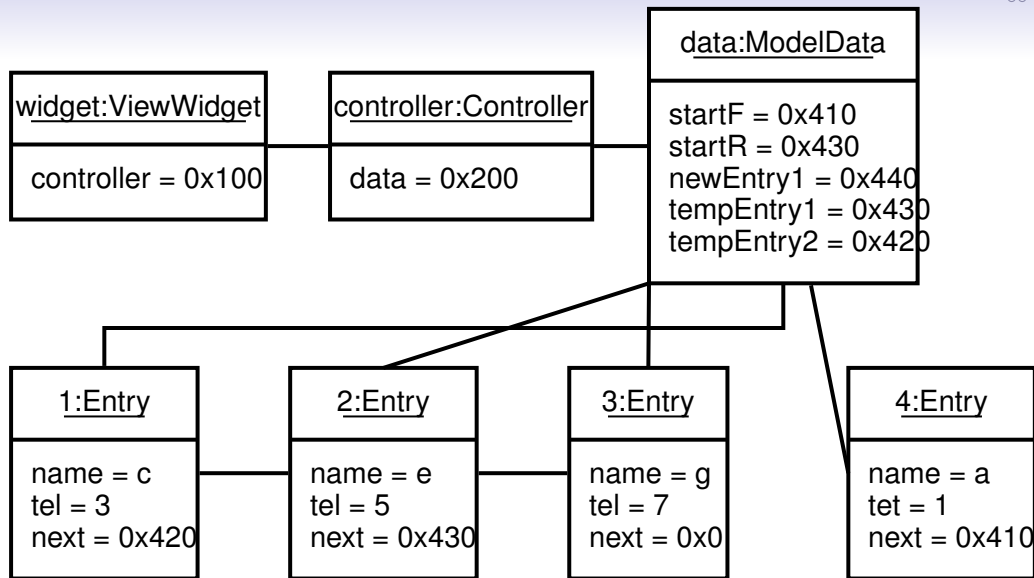 data:ModelData
startF = 0x410
startR = 0x430
newEntry1 = 0x440
tempEntry1 = 0x430
tempEntry2 = 0x420
widget:ViewWidget
controller = 0x100
controller:Controller
data = 0x200
1:Entry
name = c
tel = 3
next = 0x420
2:Entry
name = e
tel = 5
next = 0x430
3:Entry
name = g
tel = 7
next = 0x0
4:Entry
name = a
tet = 1
next = 0x410